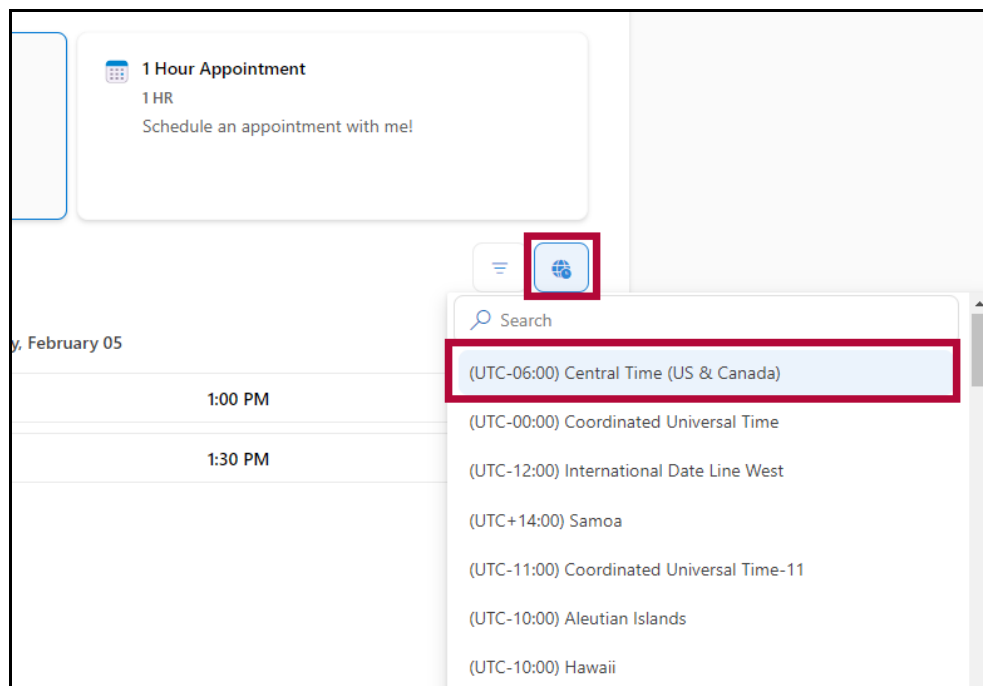 1 Hour Appointment
1 HR
Schedule an appointment with me!
Search
y, February 05
(UTC-06:00) Central Time (US & Canada)
1:00 PM
(UTC-00:00) Coordinated Universal Time
1:30 PM
(UTC-12:00) International Date Line West
(UTC+14:00) Samoa
(UTC-11:00) Coordinated Universal Time-11
(UTC-10:00) Aleutian Islands
(UTC-10:00) Hawaii